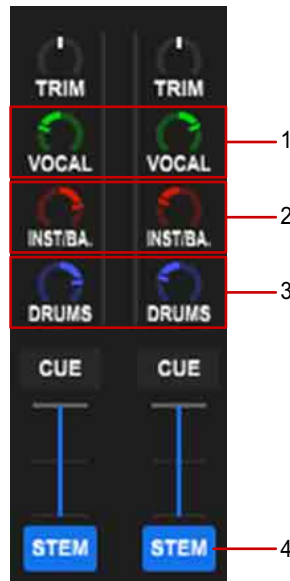 TRIM TRIM
VOCAL VOCAL 1
INST/BA. INST/BA. 2
DRUMS DRUMS 3
CUE CUE
STEM STEM 4